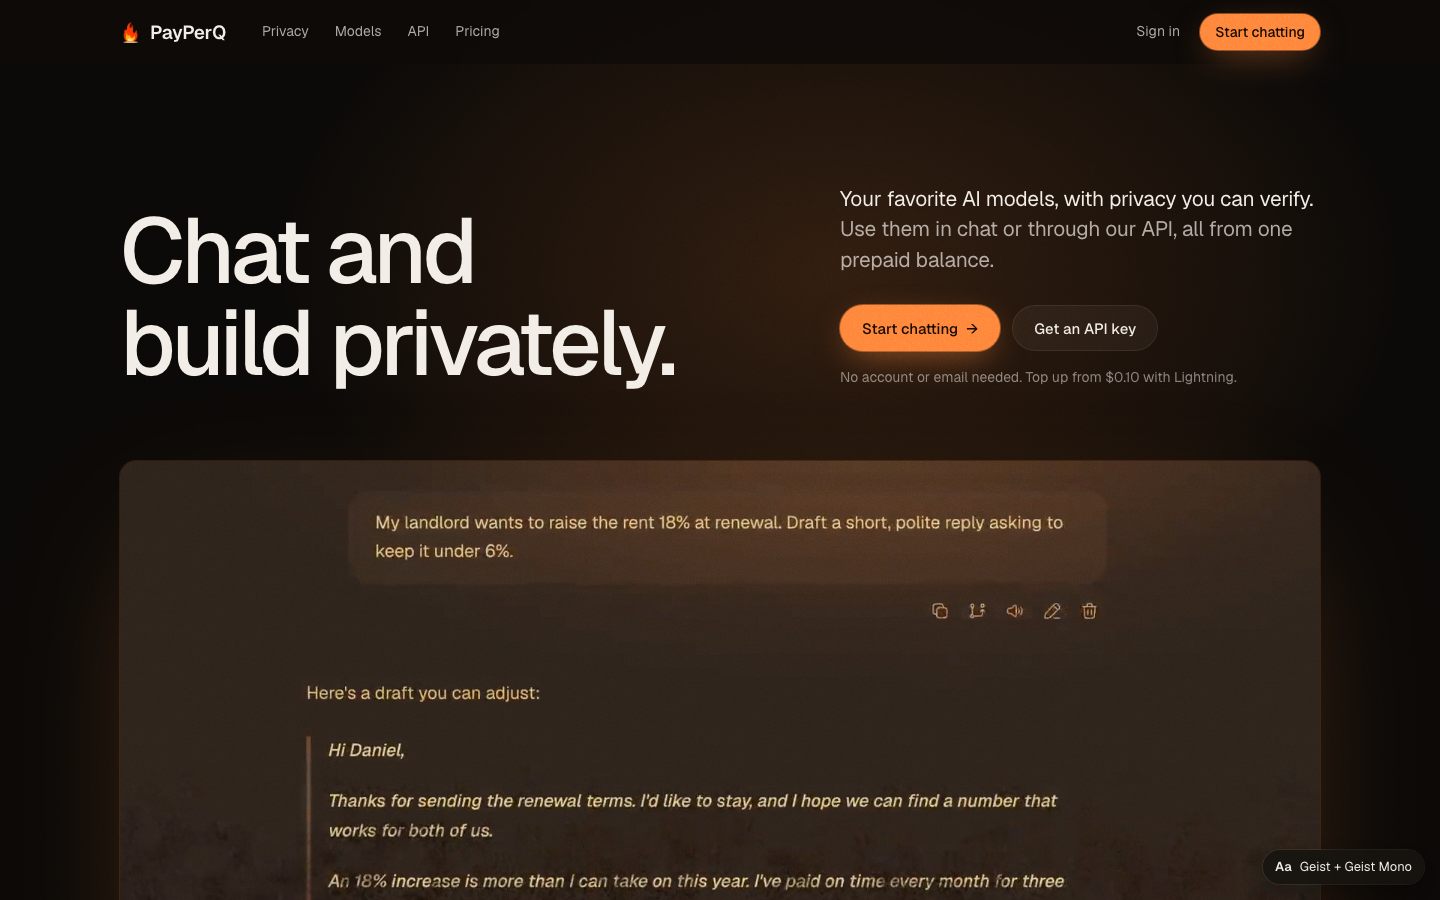 PayPerQ
Privacy
Models
API
Pricing
Sign in
Start chatting
Chat and
build privately.
Your favorite AI models, with privacy you can verify.
Use them in chat or through our API, all from one
prepaid balance.
Start chatting →
Get an API key
No account or email needed. Top up from $0.10 with Lightning.
My landlord wants to raise the rent 18% at renewal. Draft a short, polite reply asking to
keep it under 6%.
Here's a draft you can adjust:
Hi Daniel,
Thanks for sending the renewal terms. I'd like to stay, and I hope we can find a number that
works for both of us.
An 18% increase is more than I can take on this year. I've paid on time every month for three
Aa Geist + Geist Mono